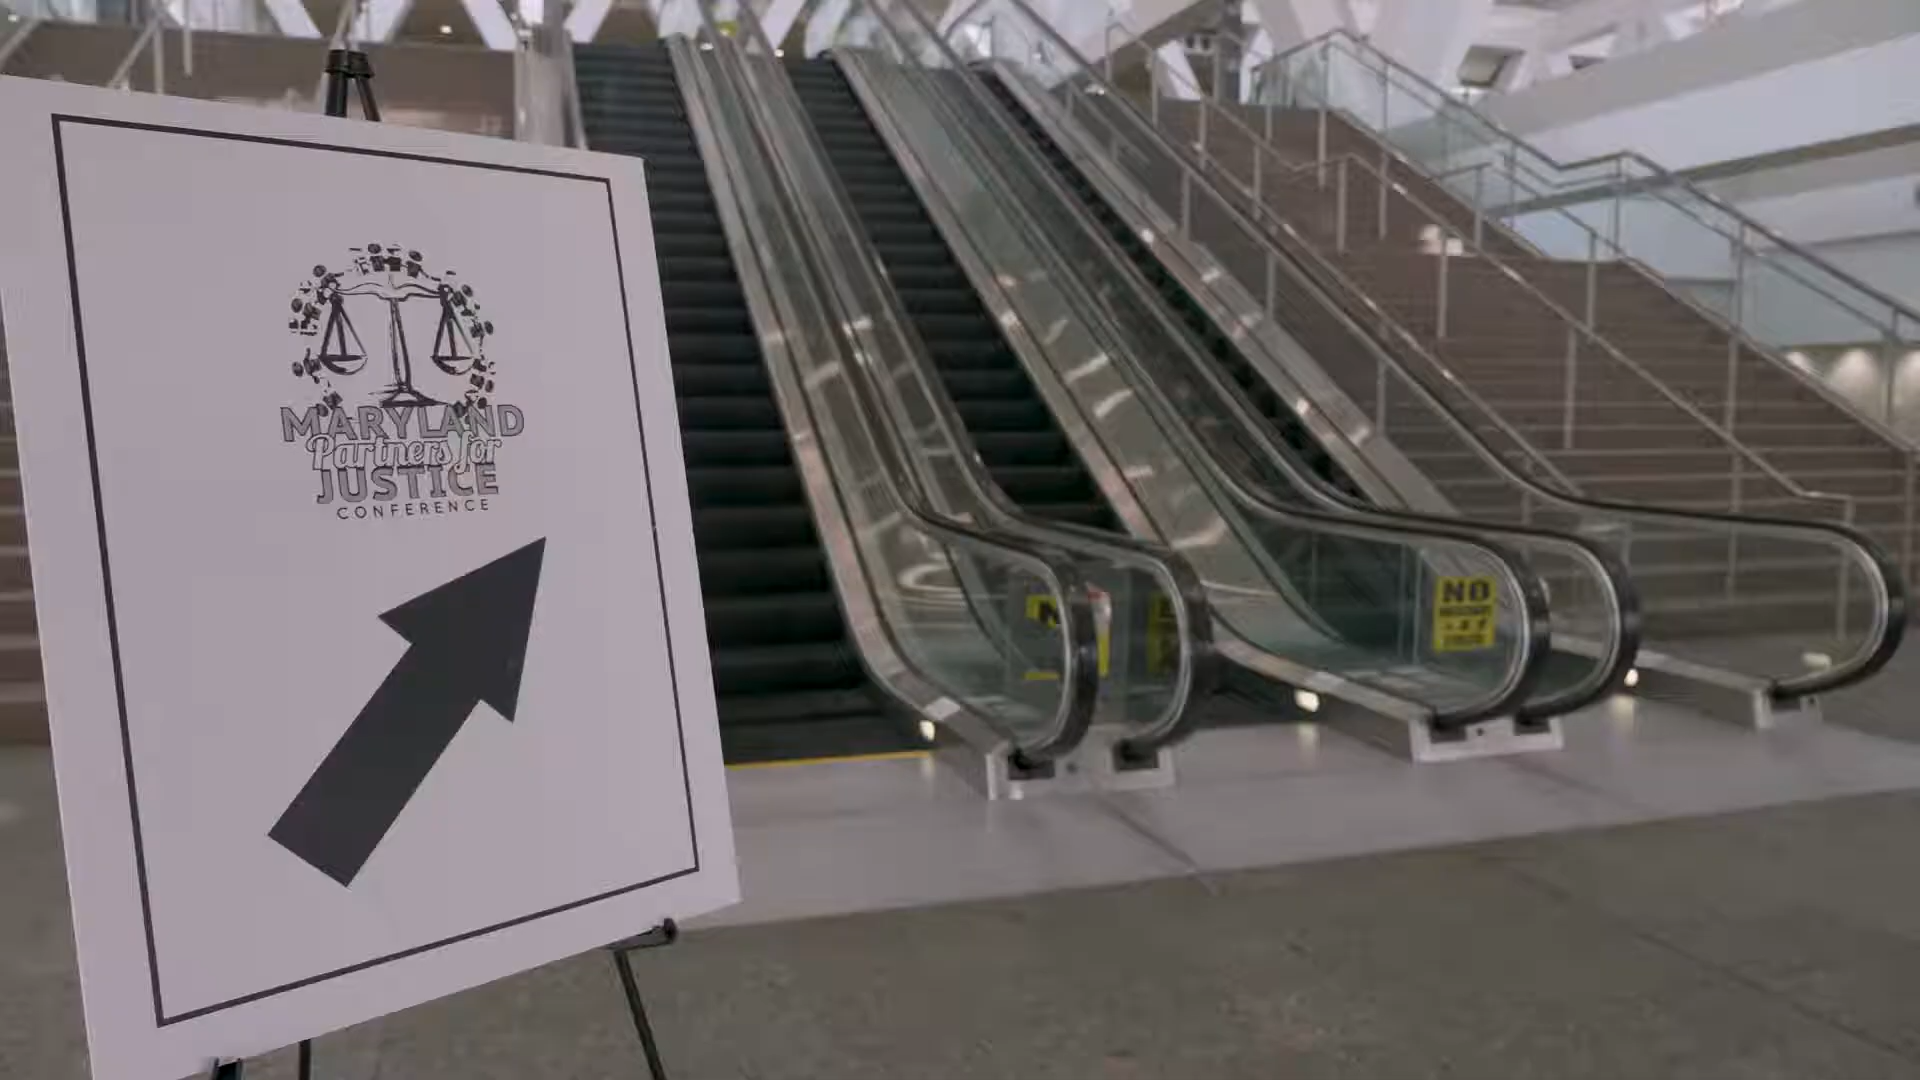 MARYLAND
Partners for
JUSTICE
CONFERENCE
NO